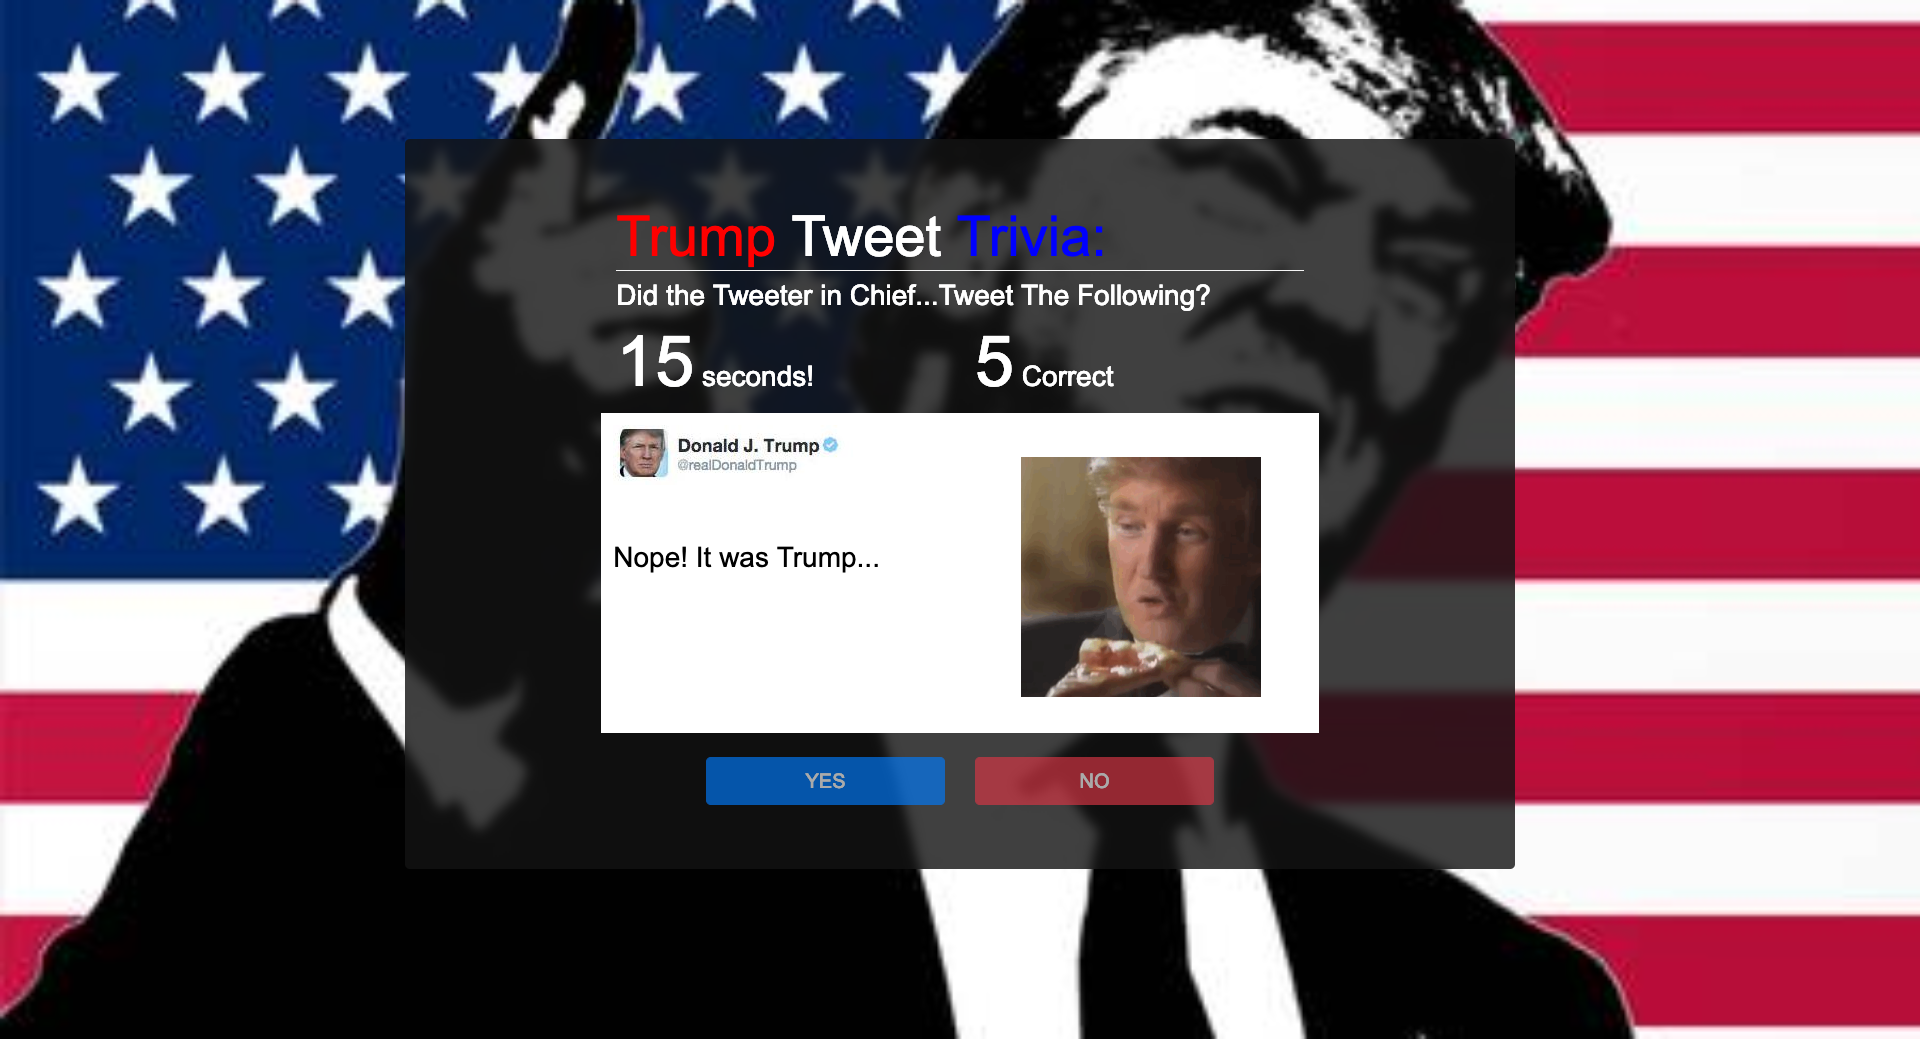 Trump Tweet Trivia:
Did the Tweeter in Chief...Tweet The Following?
15 seconds! 5 Correct
Donald J. Trump
@realDonaldTrump
Nope! It was Trump...
YES NO